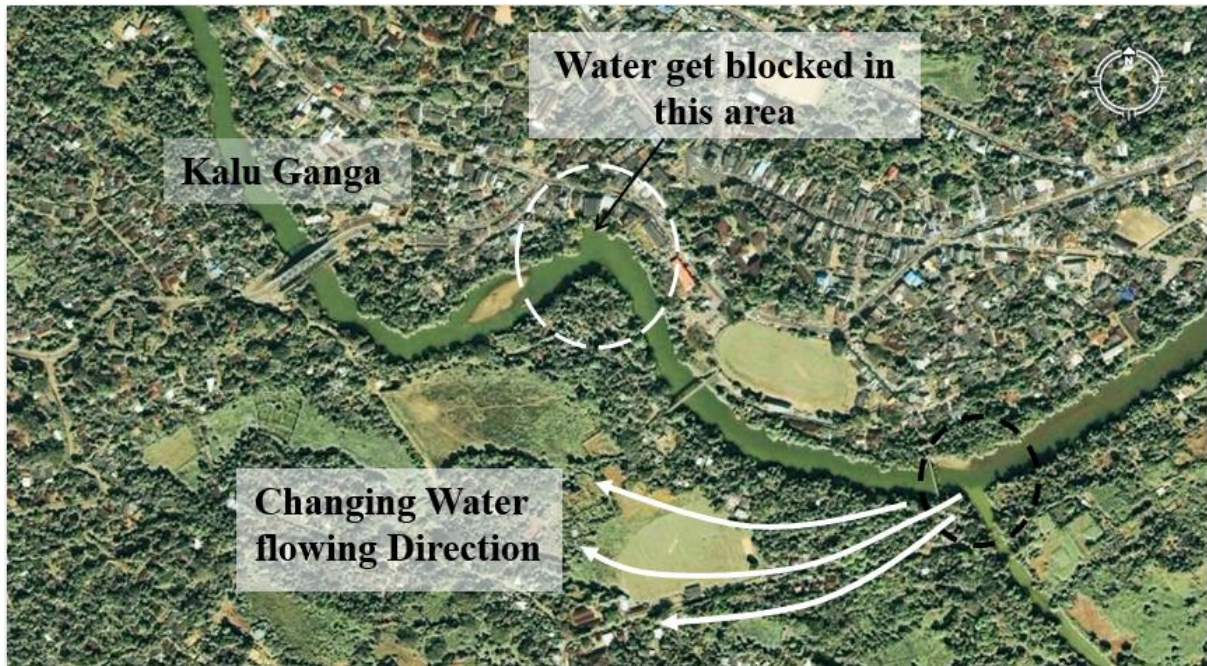 Water get blocked in
this area
N
Kalu Ganga
Changing Water
flowing Direction